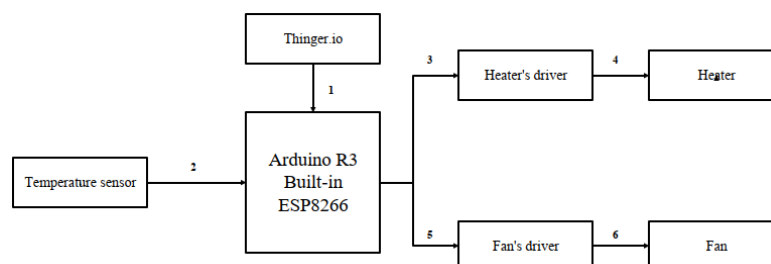 Thinger.io
1
3
4
Heater's driver
Heater
Arduino R3
Built-in
ESP8266
2
Temperature sensor
5
6
Fan's driver
Fan